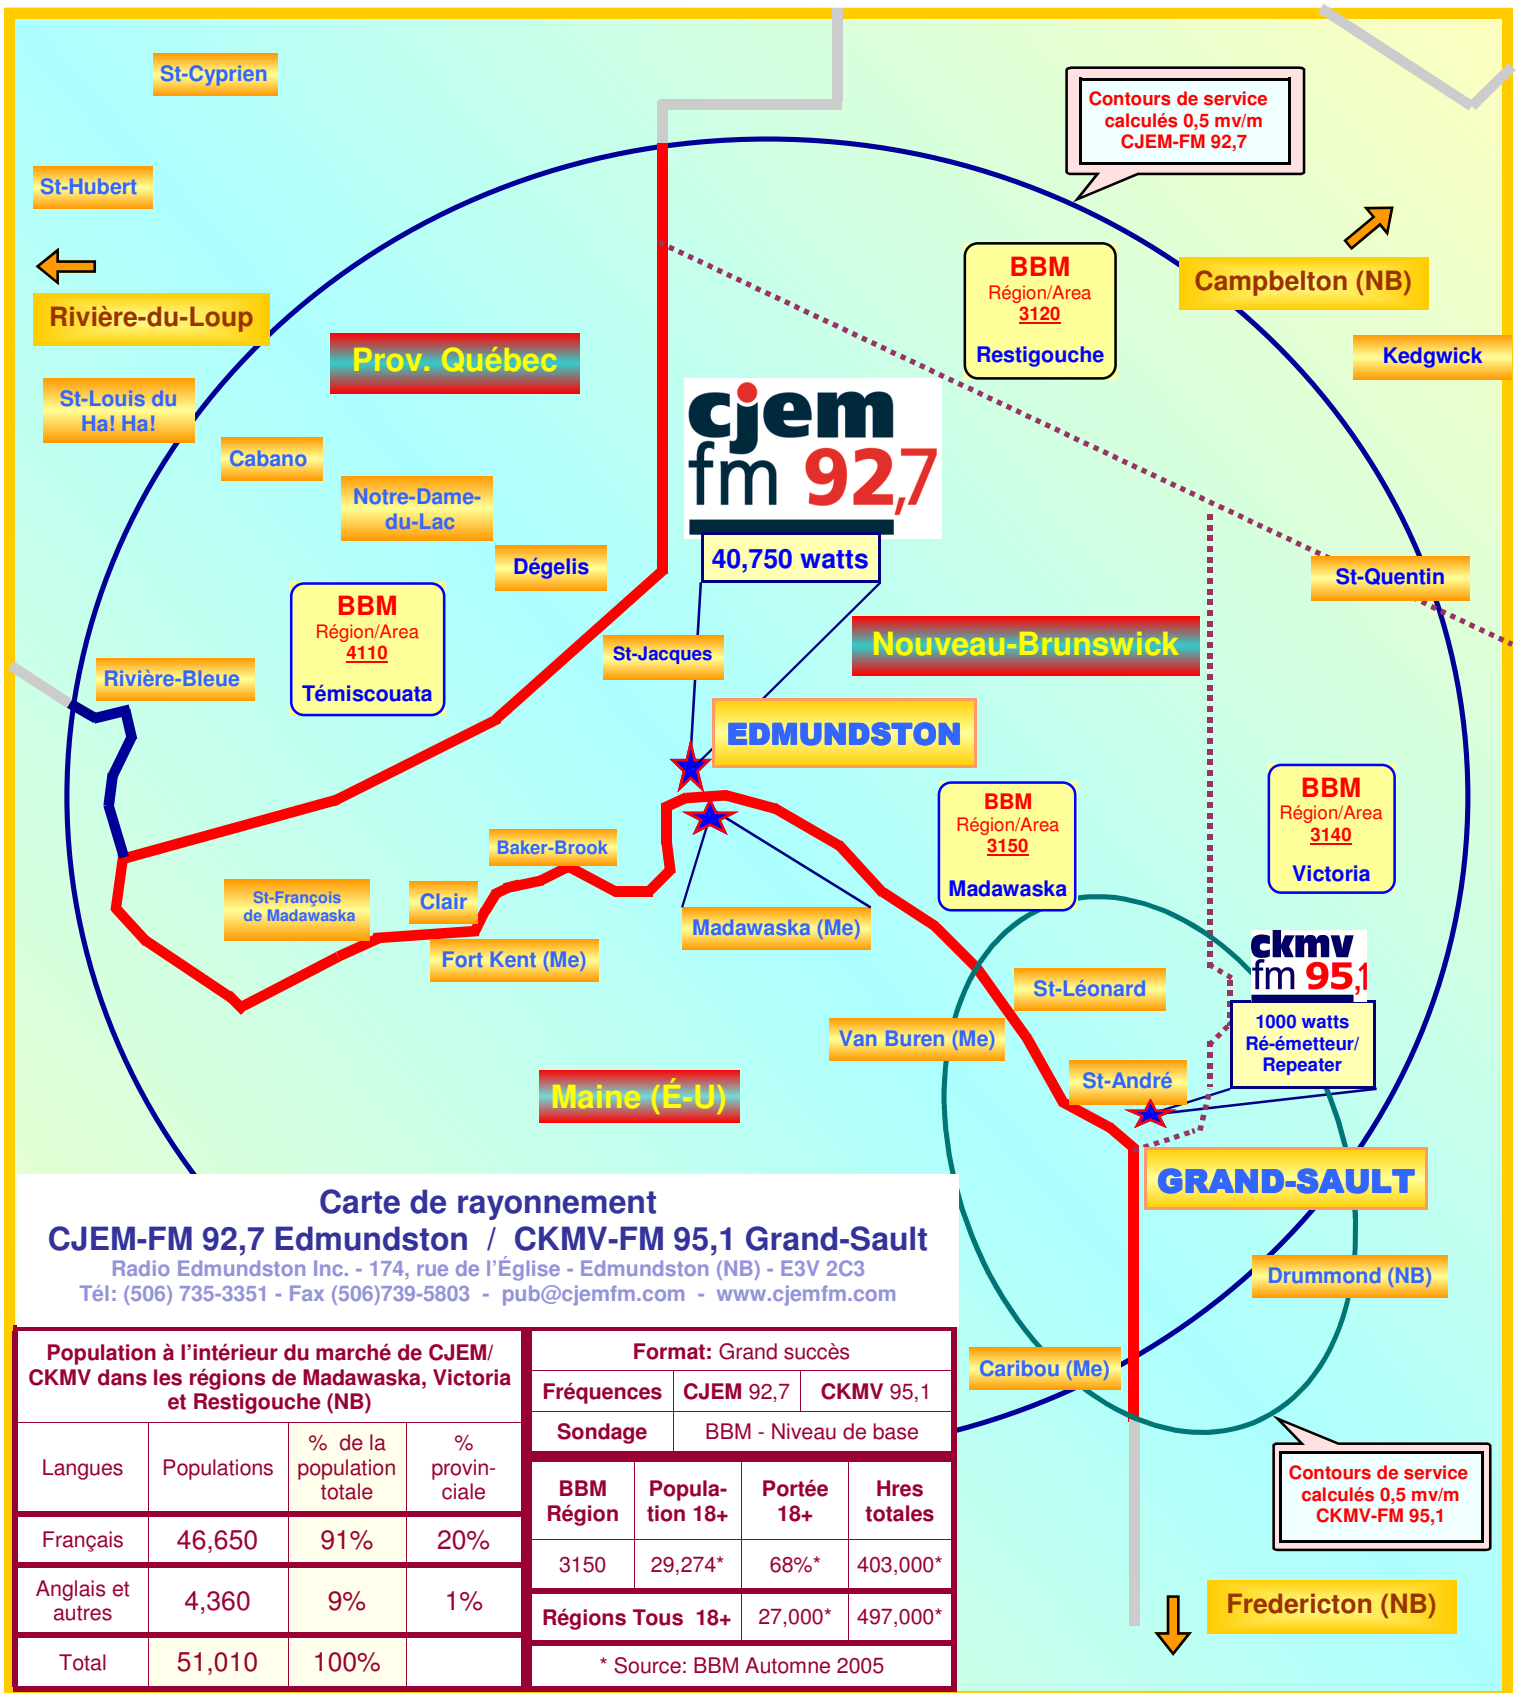 St-Cyprien
Contours de service
calculés 0,5 mv/m
CJEM-FM 92,7
St-Hubert
Rivière-du-Loup
BBM
Région/Area
3120
Restigouche
Campbelton (NB)
Kedgwick
Prov. Québec
St-Louis du
Ha! Ha!
Cabano
Notre-Dame-
du-Lac
Dégelis
cjem
fm 92,7
40,750 watts
St-Quentin
BBM
Région/Area
4110
Témiscouata
St-Jacques
Nouveau-Brunswick
Rivière-Bleue
EDMUNDSTON
BBM
Région/Area
3150
Madawaska
BBM
Région/Area
3140
Victoria
Baker-Brook
St-François
de Madawaska
Clair
Fort Kent (Me)
Madawaska (Me)
St-Léonard
ckmv
fm 95,1
1000 watts
Ré-émetteur/
Repeater
Van Buren (Me)
St-André
Maine (É-U)
GRAND-SAULT
Drummond (NB)
Caribou (Me)
Contours de service
calculés 0,5 mv/m
CKMV-FM 95,1
Fredericton (NB)
Carte de rayonnement
CJEM-FM 92,7 Edmundston / CKMV-FM 95,1 Grand-Sault
Radio Edmundston Inc. - 174, rue de l'Église - Edmundston (NB) - E3V 2C3
Tél: (506) 735-3351 - Fax (506)739-5803 - pub@cjemfm.com - www.cjemfm.com
Population à l'intérieur du marché de CJEM/
CKMV dans les régions de Madawaska, Victoria
et Restigouche (NB)
Langues
Populations
% de la
population
totale
%
provin-
ciale
Français 46,650 91% 20%
Anglais et
autres
4,360 9% 1%
Total 51,010 100%
Format: Grand succès
Fréquences CJEM 92,7 CKMV 95,1
Sondage BBM - Niveau de base
BBM
Région
Popula-
tion 18+
Portée
18+
Hres
totales
3150 29,274* 68%* 403,000*
Régions Tous 18+ 27,000* 497,000*
* Source: BBM Automne 2005